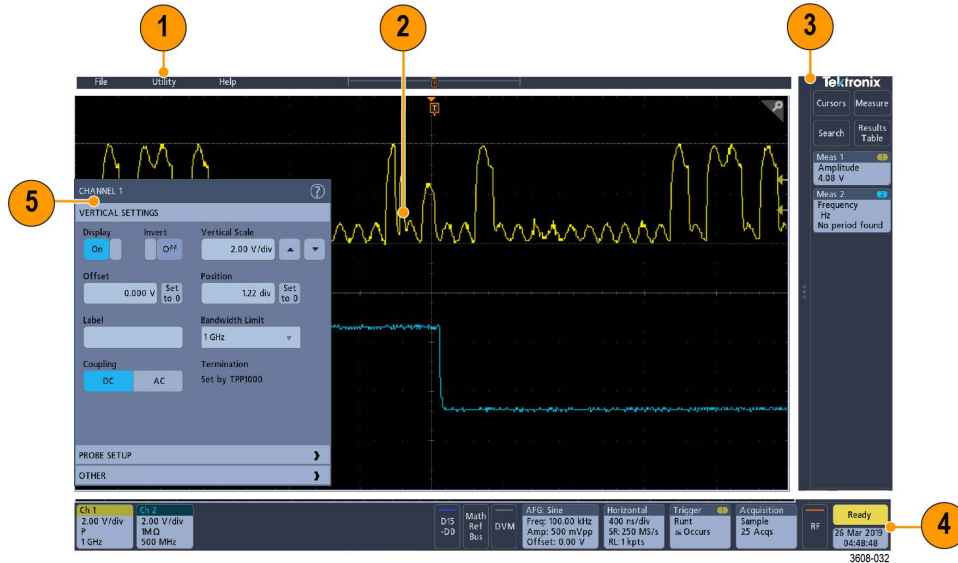 1
2
3
File Utility Help
Tektronix
T
Cursors Measure
Search Results Table
Meas 1 1
Amplitude
4.08 V
Meas 2 2
Frequency
Hz
No period found
5
CHANNEL 1 ?
VERTICAL SETTINGS
Display Invert Vertical Scale
On Off 2.00 V/div
Offset Position
0.000 V Set to 0 1.22 div Set to 0
Label Bandwidth Limit
1 GHz
Coupling Termination
DC AC Set by TPP1000
PROBE SETUP
OTHER
Ch 1
2.00 V/div
P
1 GHz
Ch 2
2.00 V/div
1MΩ
500 MHz
D15
-D0
Math
Ref
Bus
DVM
AFG: Sine
Freq: 100.00 kHz
Amp: 500 mVpp
Offset: 0.00 V
Horizontal
400 ns/div
SR: 250 MS/s
RL: 1 kpts
Trigger 1
Runt
Occurs
Acquisition
Sample
25 Acqs
RF
Ready
26 Mar 2019
04:48:48
4
3608-032